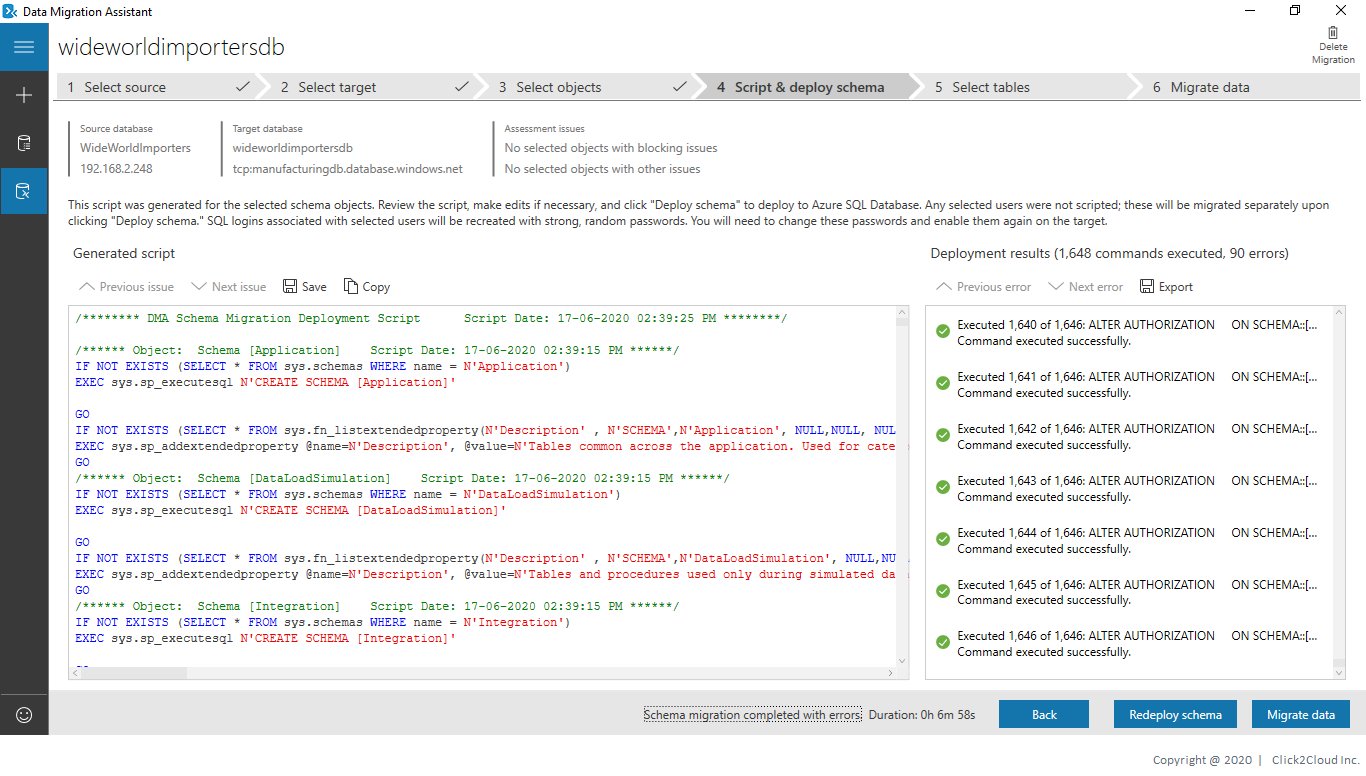 Data Migration Assistant
wideworldimportersdb
Delete
Migration
1 Select source
2 Select target
3 Select objects
4 Script & deploy schema
5 Select tables
6 Migrate data
Source database
WideWorldImporters
192.168.2.248
Target database
wideworldimportersdb
tcp:manufacturingdb.database.windows.net
Assessment issues
No selected objects with blocking issues
No selected objects with other issues
This script was generated for the selected schema objects. Review the script, make edits if necessary, and click "Deploy schema" to deploy to Azure SQL Database. Any selected users were not scripted; these will be migrated separately upon
clicking "Deploy schema." SQL logins associated with selected users will be recreated with strong, random passwords. You will need to change these passwords and enable them again on the target.
Generated script
Previous issue Next issue Save Copy
/******** DMA Schema Migration Deployment Script Script Date: 17-06-2020 02:39:25 PM ********/
/****** Object: Schema [Application] Script Date: 17-06-2020 02:39:15 PM ******/
IF NOT EXISTS (SELECT * FROM sys.schemas WHERE name = N'Application')
EXEC sys.sp_executesql N'CREATE SCHEMA [Application]'
GO
IF NOT EXISTS (SELECT * FROM sys.fn_listextendedproperty(N'Description' , N'SCHEMA',N'Application', NULL,NULL, NUL
EXEC sys.sp_addextendedproperty @name=N'Description', @value=N'Tables common across the application. Used for cate
GO
/****** Object: Schema [DataLoadSimulation] Script Date: 17-06-2020 02:39:15 PM ******/
IF NOT EXISTS (SELECT * FROM sys.schemas WHERE name = N'DataLoadSimulation')
EXEC sys.sp_executesql N'CREATE SCHEMA [DataLoadSimulation]'
GO
IF NOT EXISTS (SELECT * FROM sys.fn_listextendedproperty(N'Description' , N'SCHEMA',N'DataLoadSimulation', NULL,NU
EXEC sys.sp_addextendedproperty @name=N'Description', @value=N'Tables and procedures used only during simulated da
GO
/****** Object: Schema [Integration] Script Date: 17-06-2020 02:39:15 PM ******/
IF NOT EXISTS (SELECT * FROM sys.schemas WHERE name = N'Integration')
EXEC sys.sp_executesql N'CREATE SCHEMA [Integration]'
Deployment results (1,648 commands executed, 90 errors)
Previous error Next error Export
Executed 1,640 of 1,646: ALTER AUTHORIZATION ON SCHEMA::[...
Command executed successfully.
Executed 1,641 of 1,646: ALTER AUTHORIZATION ON SCHEMA::[...
Command executed successfully.
Executed 1,642 of 1,646: ALTER AUTHORIZATION ON SCHEMA::[...
Command executed successfully.
Executed 1,643 of 1,646: ALTER AUTHORIZATION ON SCHEMA::[...
Command executed successfully.
Executed 1,644 of 1,646: ALTER AUTHORIZATION ON SCHEMA::[...
Command executed successfully.
Executed 1,645 of 1,646: ALTER AUTHORIZATION ON SCHEMA::[...
Command executed successfully.
Executed 1,646 of 1,646: ALTER AUTHORIZATION ON SCHEMA::[...
Command executed successfully.
Schema migration completed with errors Duration: 0h 6m 58s
Back
Redeploy schema
Migrate data
Copyright @ 2020 | Click2Cloud Inc.